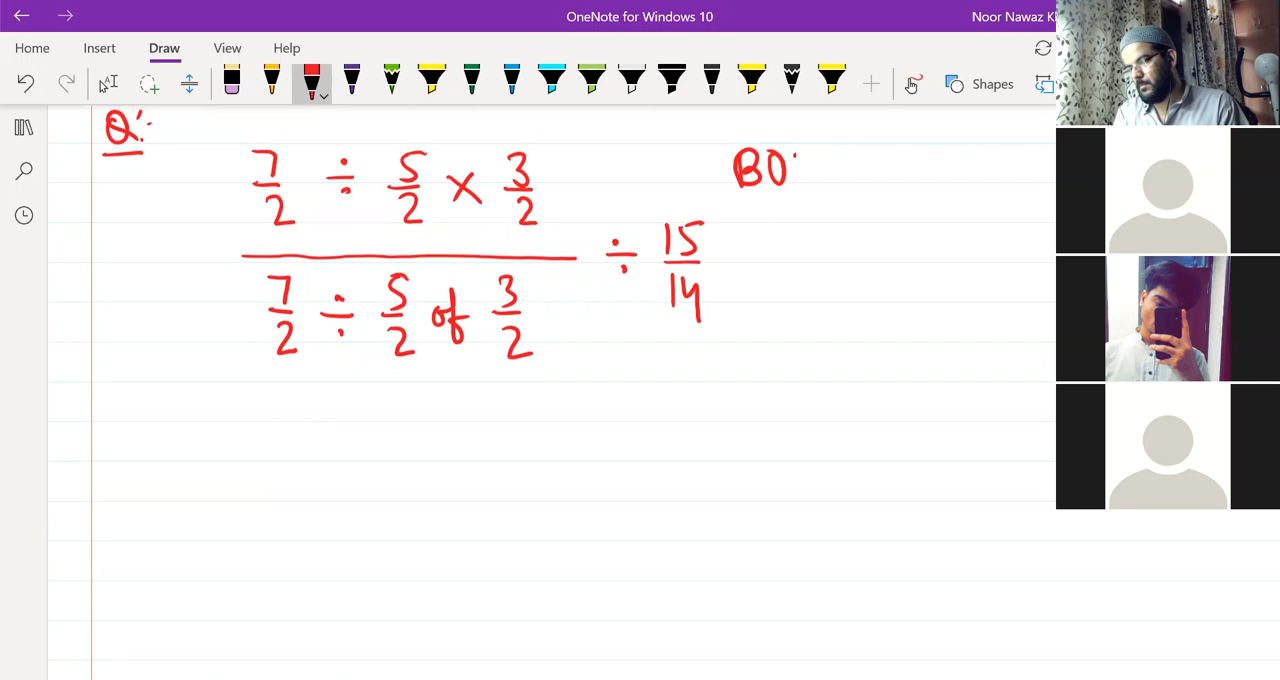 OneNote for Windows 10
Noor Nawaz Kh
Home Insert Draw View Help
Shapes
Q:-
7/2 ÷ 5/2 × 3/2
BO
÷ 15/14
7/2 ÷ 5/2 of 3/2